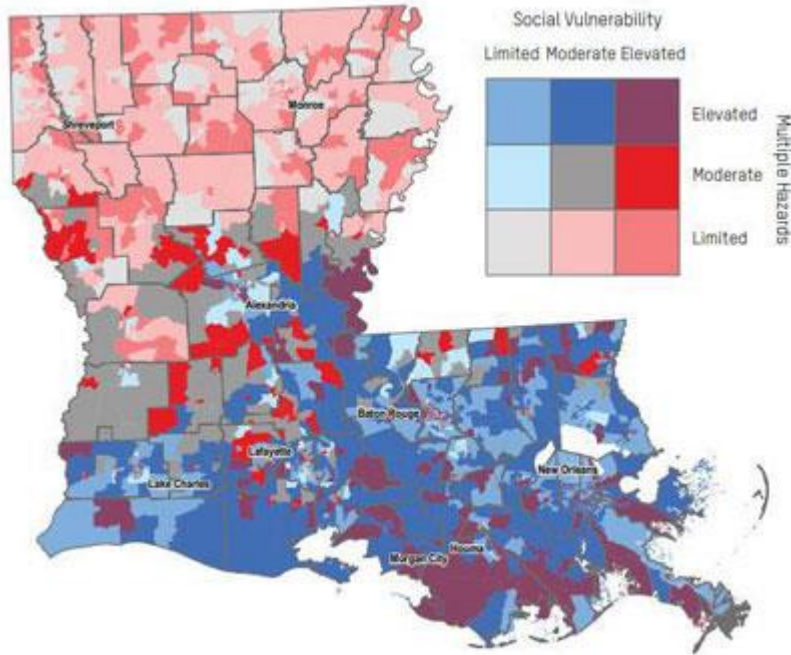 Social Vulnerability
Limited Moderate Elevated
Elevated
Moderate
Limited
Multiple Hazards
Shreveport
Monroe
Alexandria
Baton Rouge
Lafayette
Lake Charles
New Orleans
Houma
Morgan City